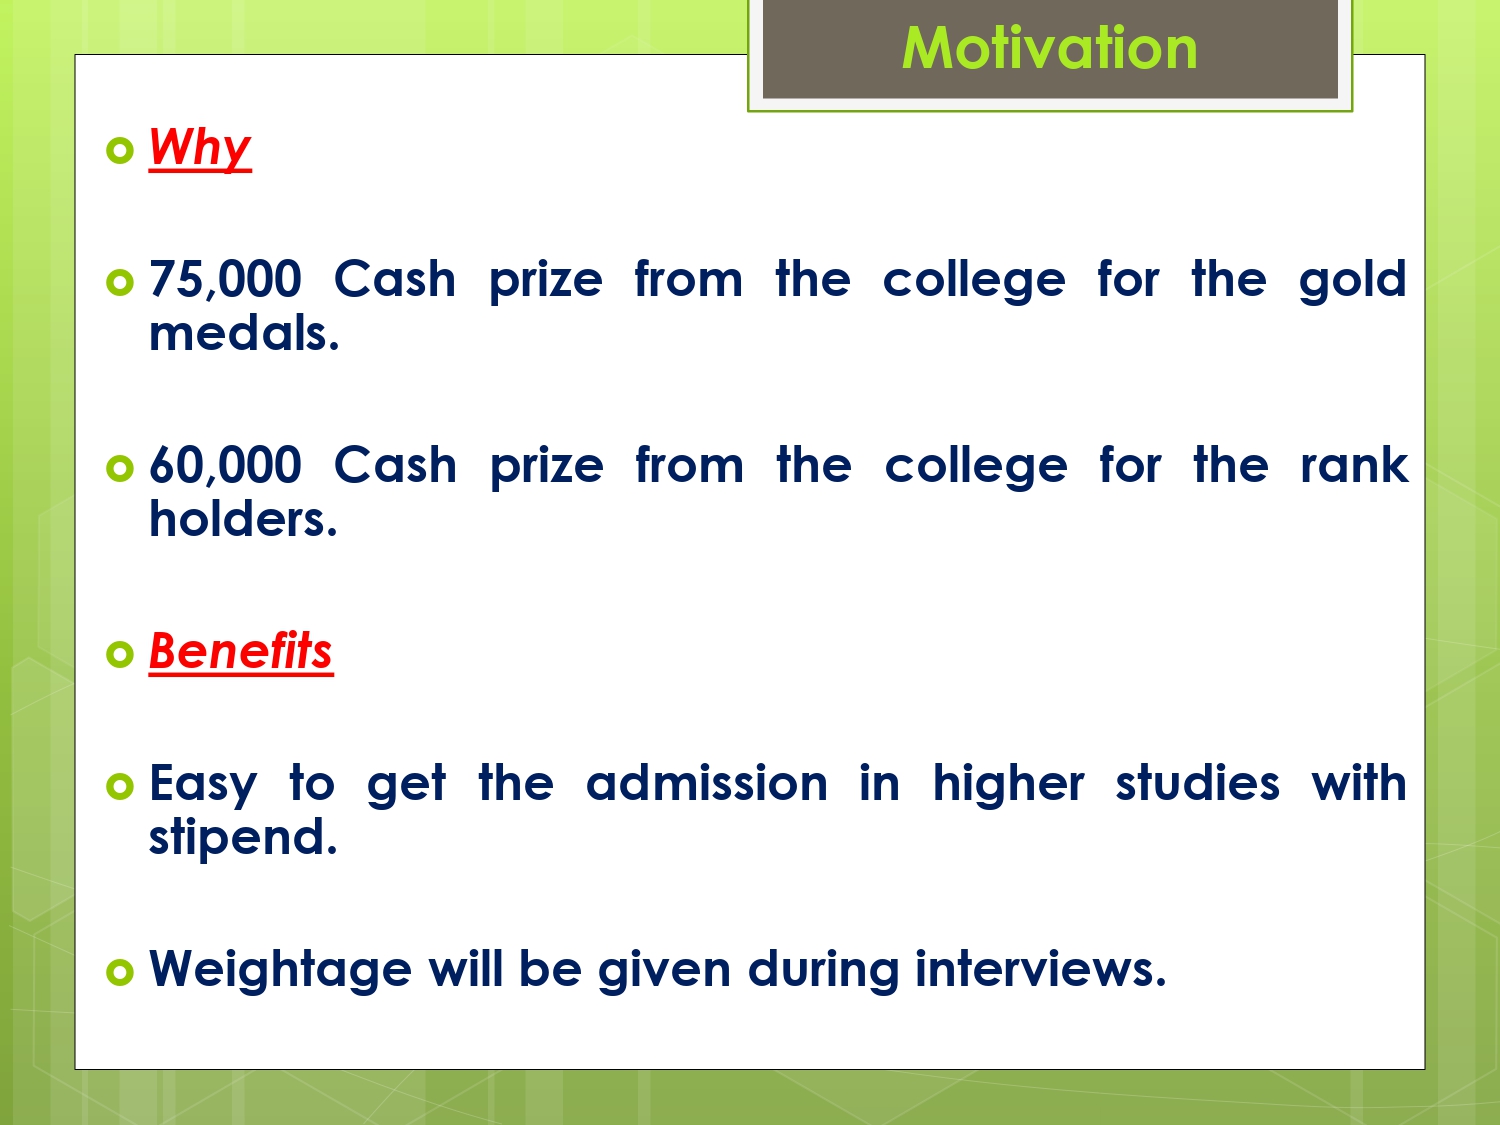 Motivation
Why
75,000 Cash prize from the college for the gold
medals.
60,000 Cash prize from the college for the rank
holders.
Benefits
Easy to get the admission in higher studies with
stipend.
Weightage will be given during interviews.